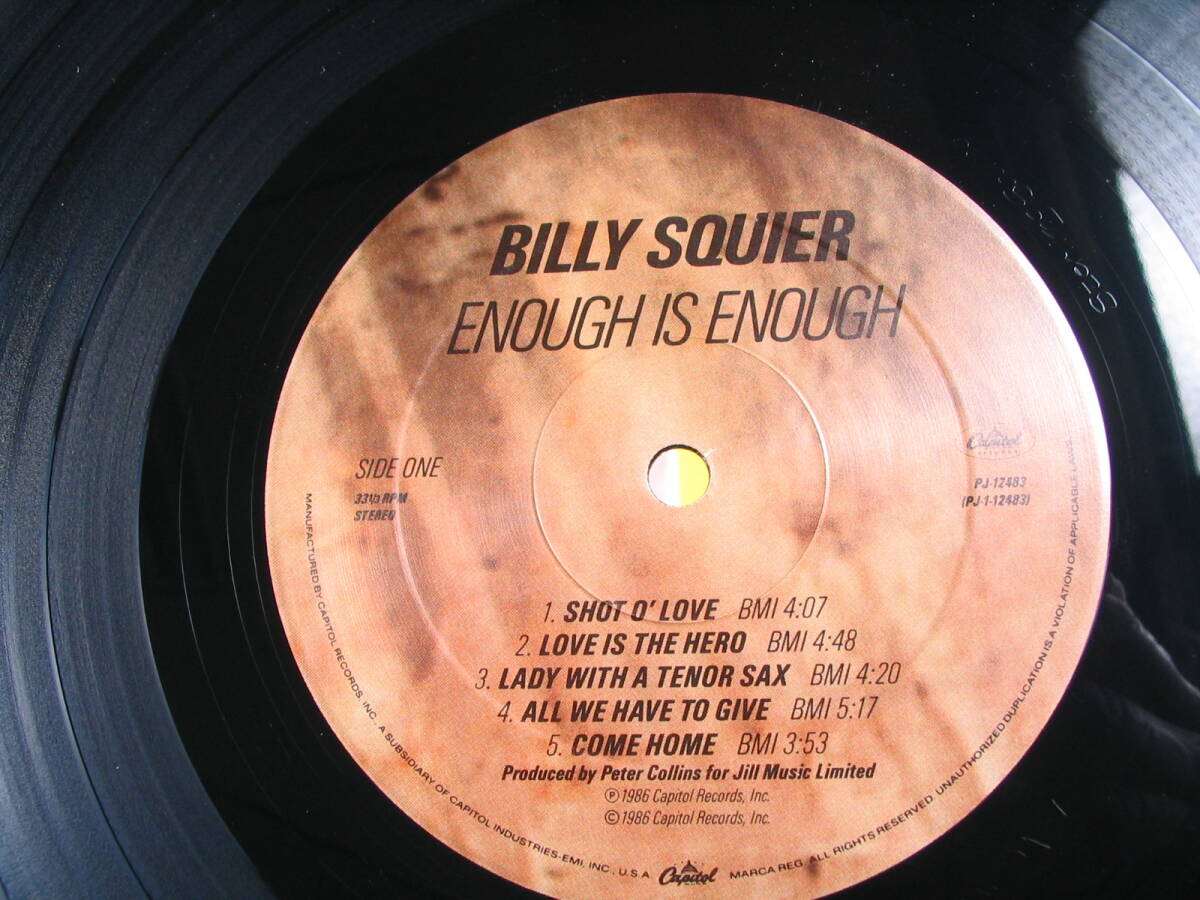 BILLY SQUIER
ENOUGH IS ENOUGH
SIDE ONE
33⅓ RPM
STEREO
Capitol
RECORDS
PJ-12483
(PJ-1-12483)
1. SHOT O' LOVE BMI 4:07
2. LOVE IS THE HERO BMI 4:48
3. LADY WITH A TENOR SAX BMI 4:20
4. ALL WE HAVE TO GIVE BMI 5:17
5. COME HOME BMI 3:53
Produced by Peter Collins for Jill Music Limited
℗ 1986 Capitol Records, Inc.
© 1986 Capitol Records, Inc.
MANUFACTURED BY CAPITOL RECORDS, INC., A SUBSIDIARY OF CAPITOL INDUSTRIES-EMI, INC., U.S.A. Capitol MARCA REG. ALL RIGHTS RESERVED. UNAUTHORIZED DUPLICATION IS A VIOLATION OF APPLICABLE LAWS.